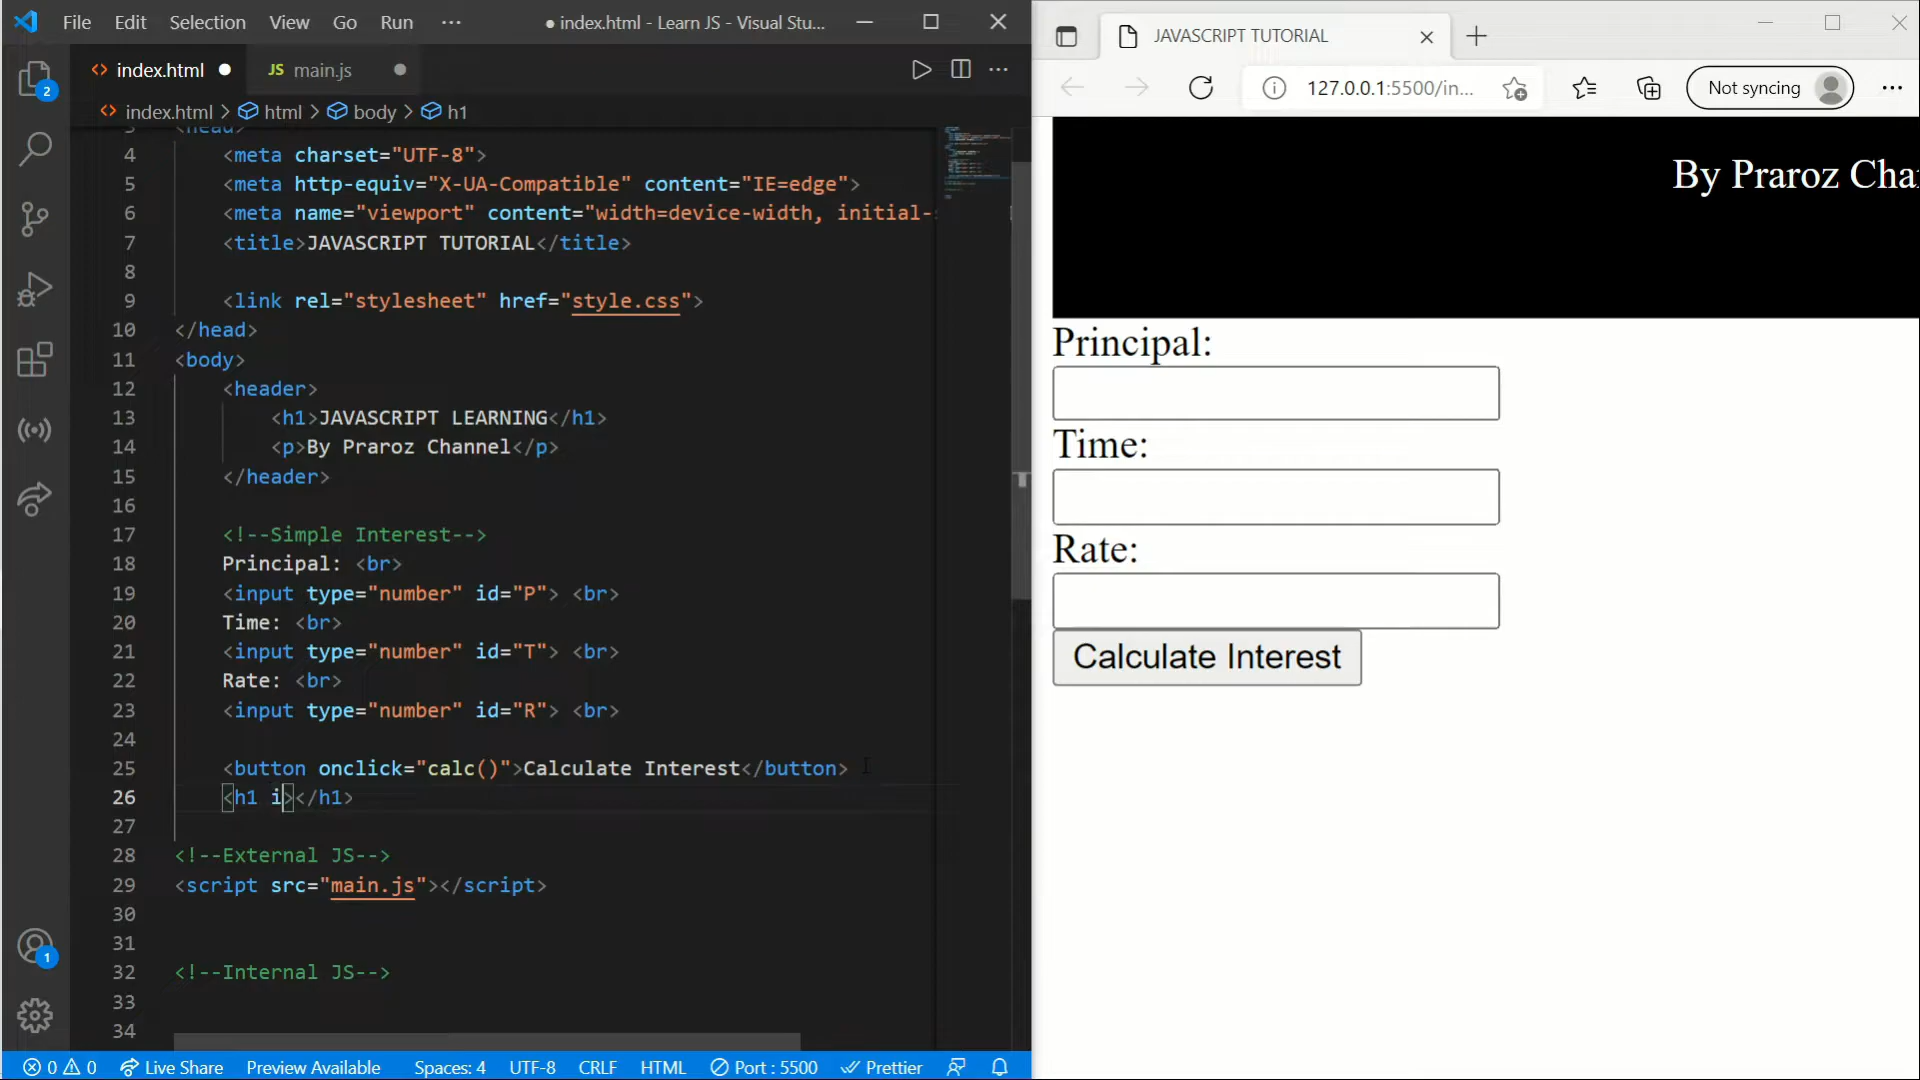 File Edit Selection View Go Run ··· ● index.html - Learn JS - Visual Stu...
<> index.html ● JS main.js ●
<> index.html > html > body > h1
4 <meta charset="UTF-8">
5 <meta http-equiv="X-UA-Compatible" content="IE=edge">
6 <meta name="viewport" content="width=device-width, initial-
7 <title>JAVASCRIPT TUTORIAL</title>
8
9 <link rel="stylesheet" href="style.css">
10 </head>
11 <body>
12 <header>
13 <h1>JAVASCRIPT LEARNING</h1>
14 <p>By Praroz Channel</p>
15 </header>
16
17 <!--Simple Interest-->
18 Principal: <br>
19 <input type="number" id="P"> <br>
20 Time: <br>
21 <input type="number" id="T"> <br>
22 Rate: <br>
23 <input type="number" id="R"> <br>
24
25 <button onclick="calc()">Calculate Interest</button>
26 <h1 i></h1>
27
28 <!--External JS-->
29 <script src="main.js"></script>
30
31
32 <!--Internal JS-->
33
34
2
1
0 0 Live Share Preview Available Spaces: 4 UTF-8 CRLF HTML Port : 5500 Prettier
JAVASCRIPT TUTORIAL
127.0.0.1:5500/in... Not syncing ···
By Praroz Cha
Principal:
Time:
Rate:
Calculate Interest